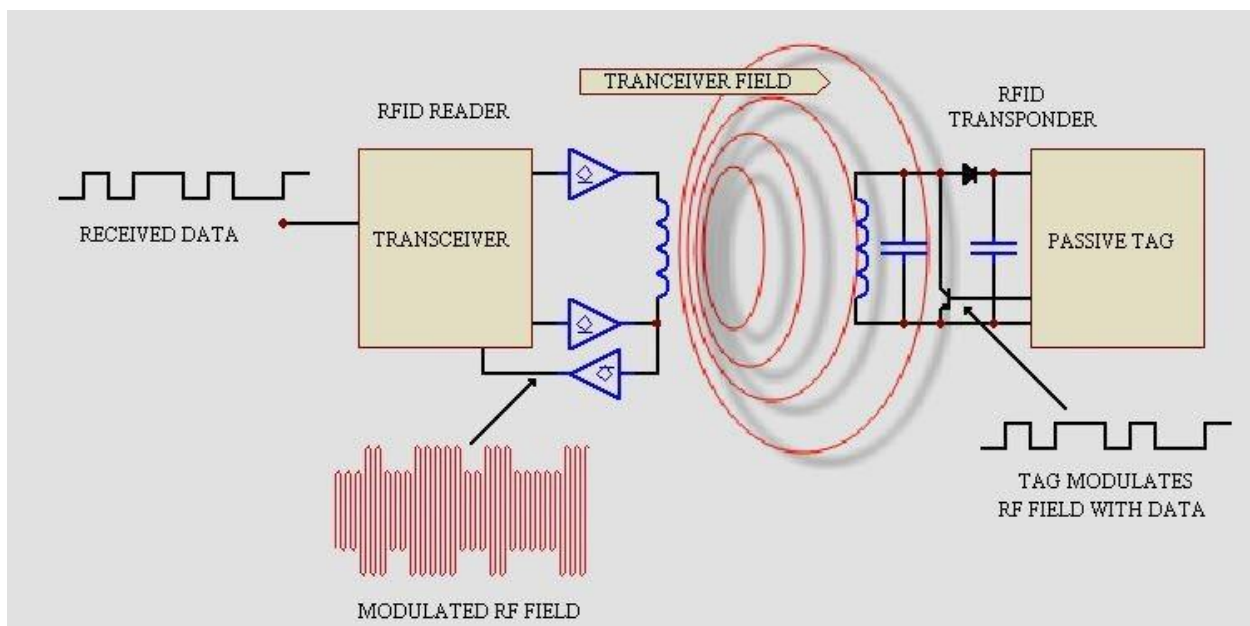 TRANCEIVER FIELD
RFID READER
RFID
TRANSPONDER
RECEIVED DATA
TRANSCEIVER
PASSIVE TAG
TAG MODULATES
RF FIELD WITH DATA
MODULATED RF FIELD